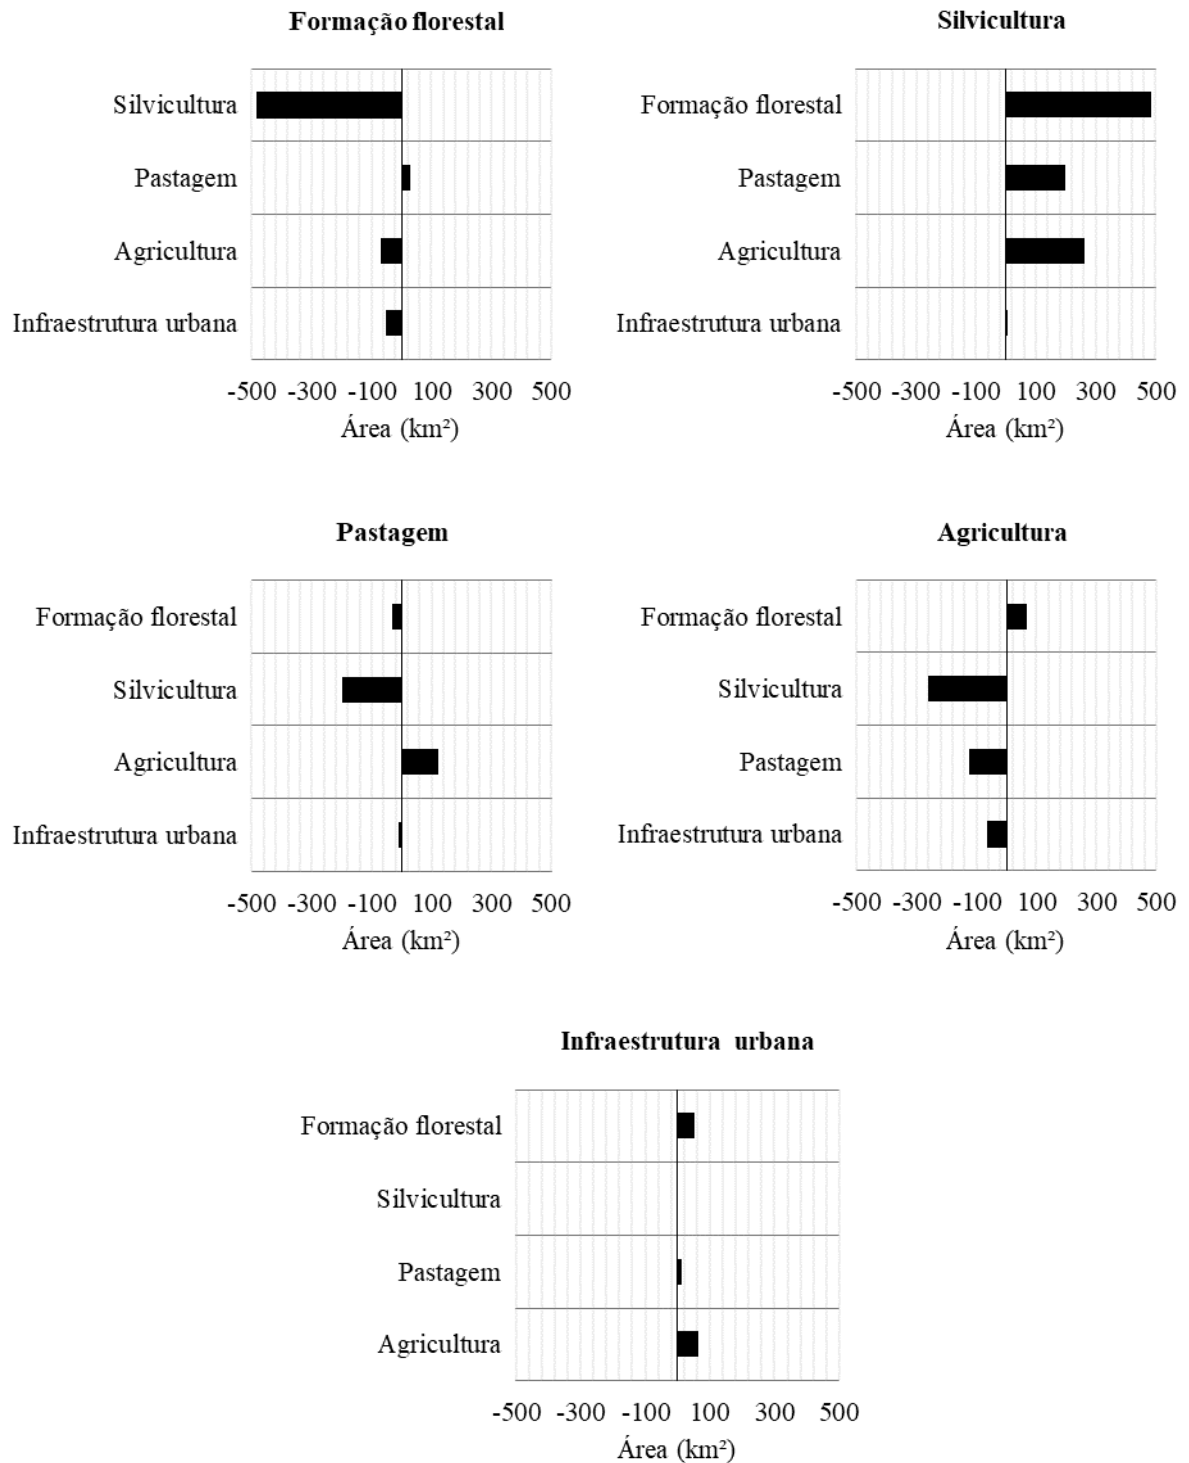 Formação florestal
Silvicultura
Pastagem
Agricultura
Infraestrutura urbana
-500 -300 -100 100 300 500
Área (km²)
Silvicultura
Formação florestal
Pastagem
Agricultura
Infraestrutura urbana
-500 -300 -100 100 300 500
Área (km²)
Pastagem
Formação florestal
Silvicultura
Agricultura
Infraestrutura urbana
-500 -300 -100 100 300 500
Área (km²)
Agricultura
Formação florestal
Silvicultura
Pastagem
Infraestrutura urbana
-500 -300 -100 100 300 500
Área (km²)
Infraestrutura urbana
Formação florestal
Silvicultura
Pastagem
Agricultura
-500 -300 -100 100 300 500
Área (km²)